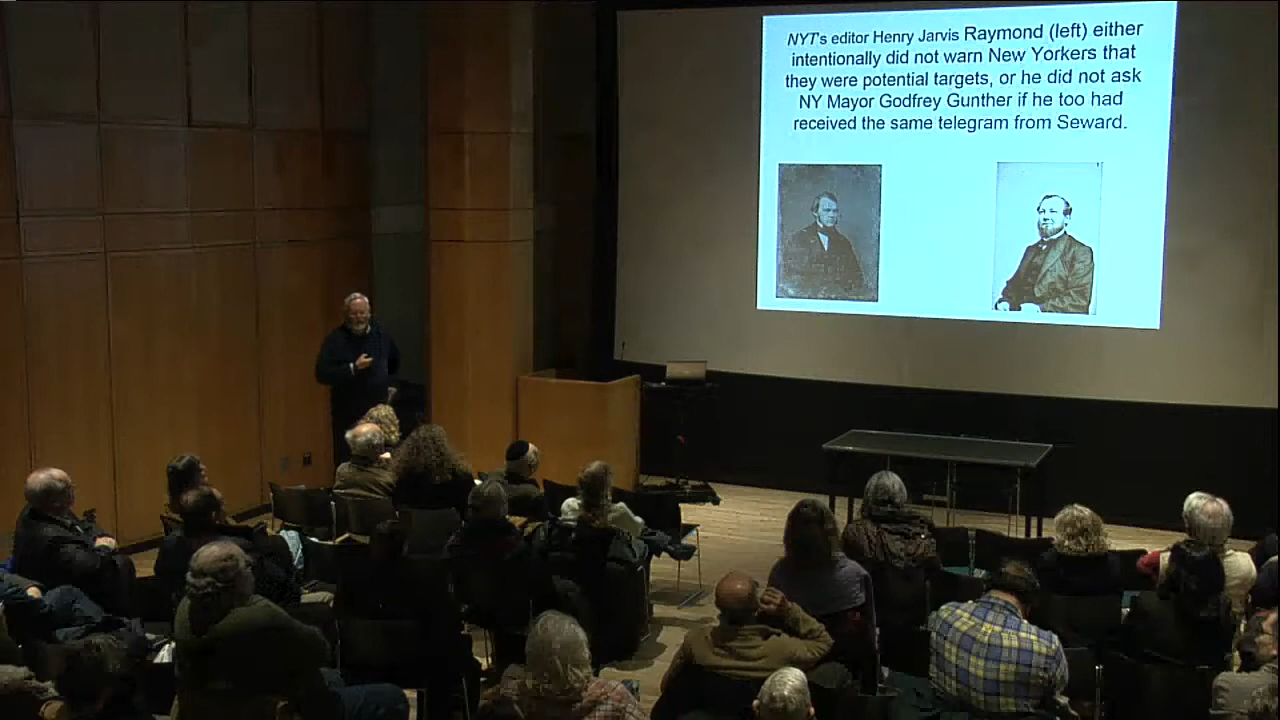 NYT's editor Henry Jarvis Raymond (left) either
intentionally did not warn New Yorkers that
they were potential targets, or he did not ask
NY Mayor Godfrey Gunther if he too had
received the same telegram from Seward.